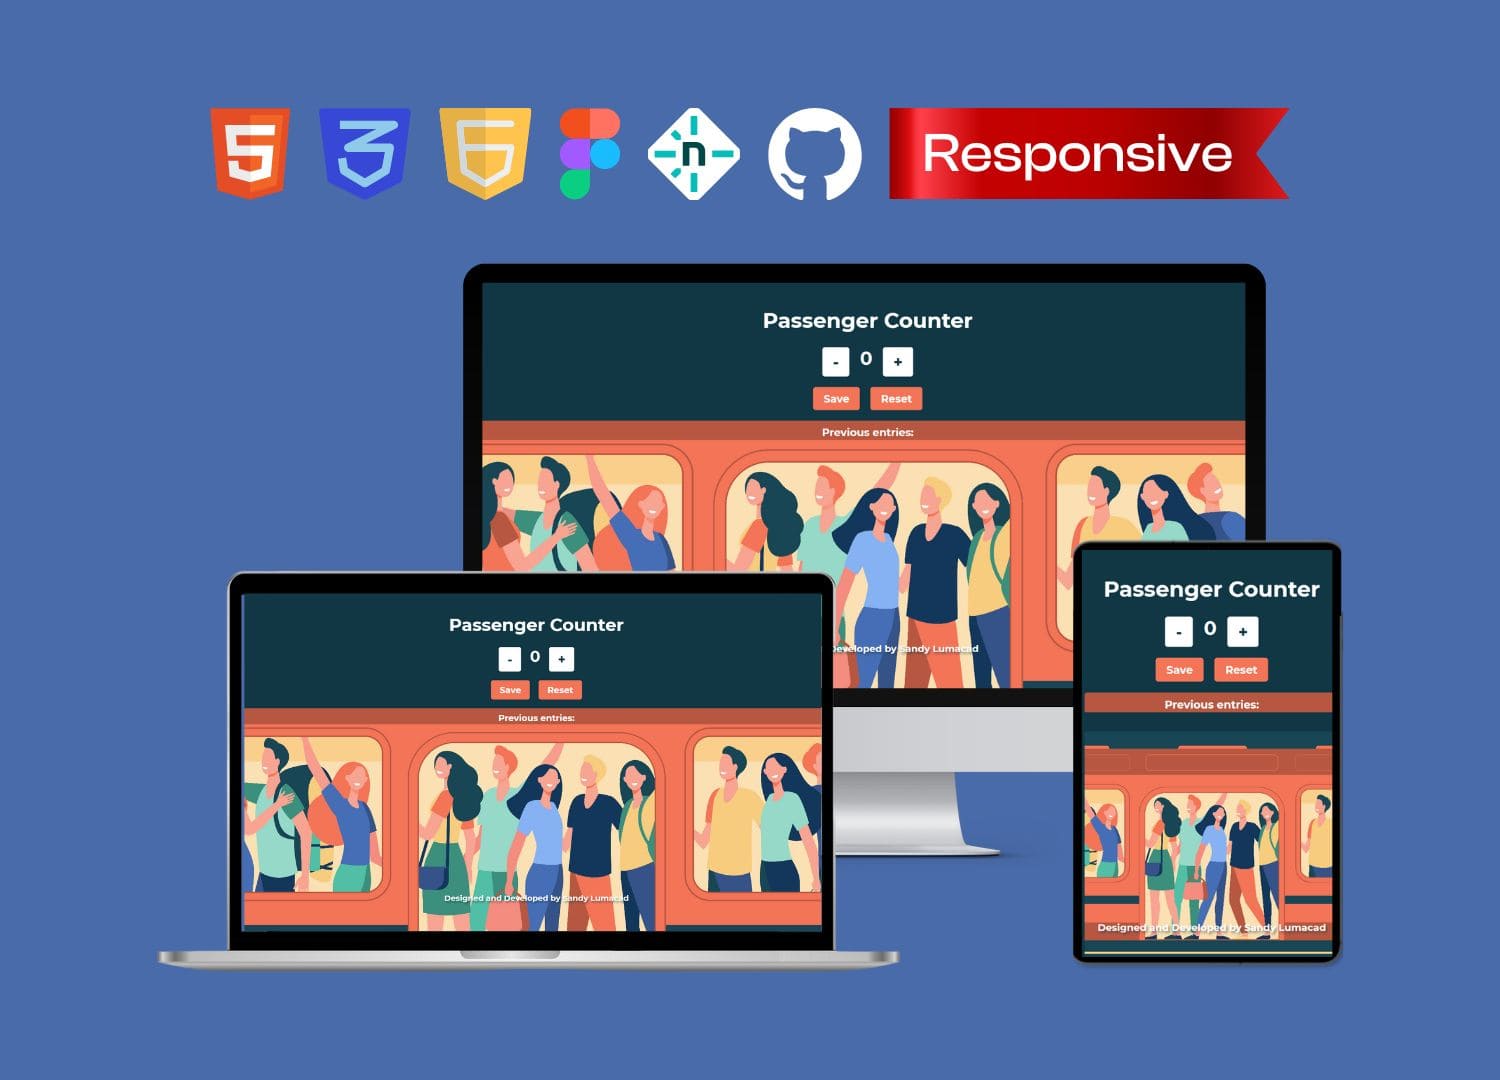 5
3
6
n
Responsive
Passenger Counter
- 0 +
Save Reset
Previous entries:
Developed by Sandy Lumacad
Passenger Counter
- 0 +
Save Reset
Previous entries:
Designed and Developed by Sandy Lumacad
Passenger Counter
- 0 +
Save Reset
Previous entries:
Designed and Developed by Sandy Lumacad